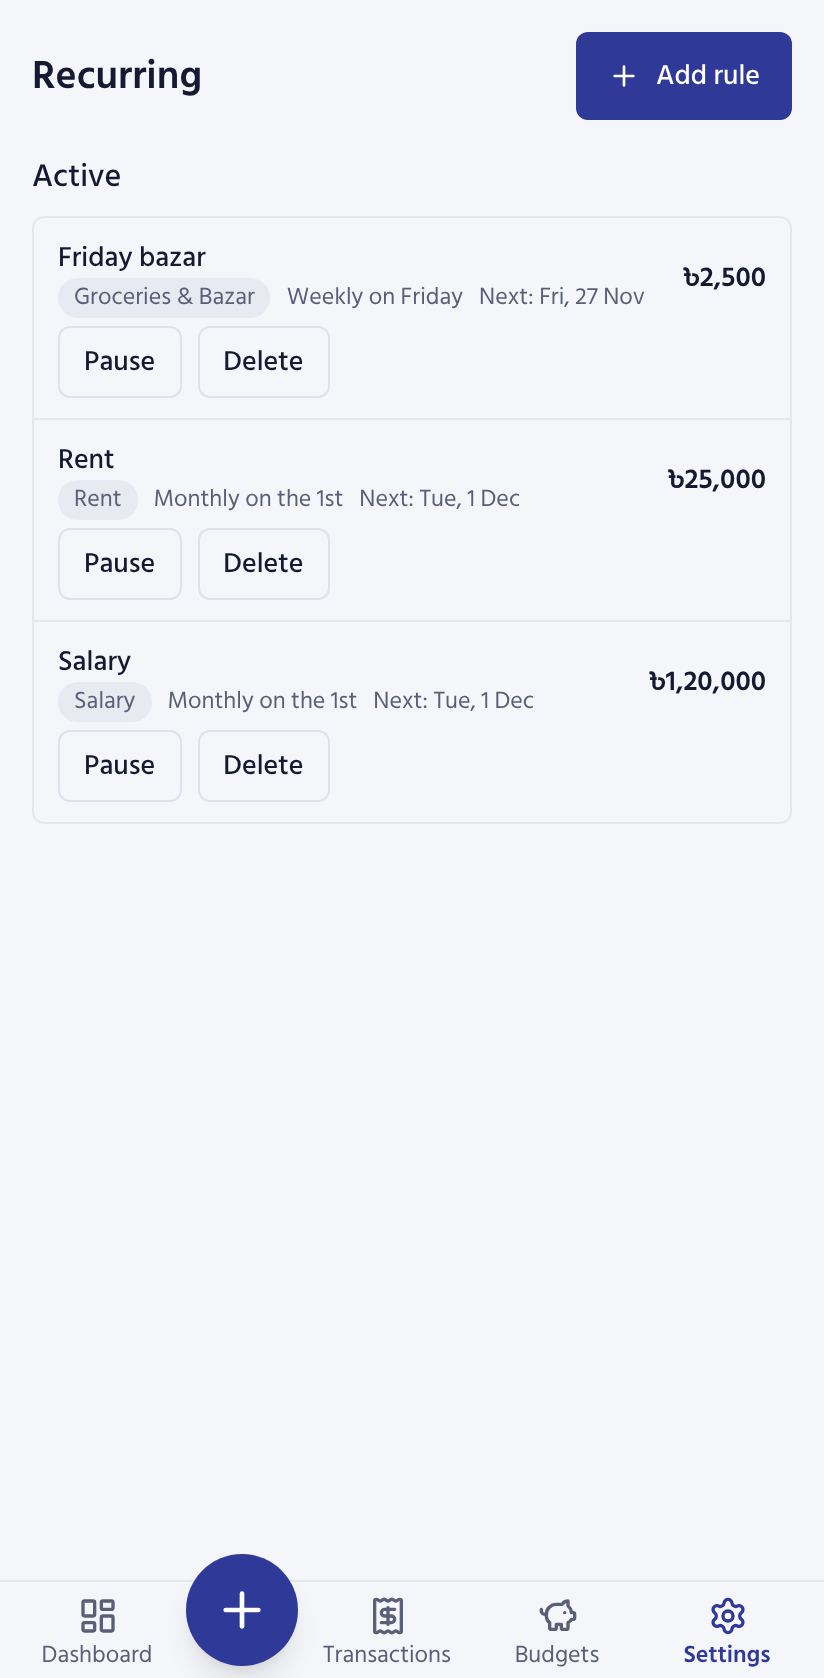 Recurring
+ Add rule
Active
Friday bazar
৳2,500
Groceries & Bazar Weekly on Friday Next: Fri, 27 Nov
Pause Delete
Rent
৳25,000
Rent Monthly on the 1st Next: Tue, 1 Dec
Pause Delete
Salary
৳1,20,000
Salary Monthly on the 1st Next: Tue, 1 Dec
Pause Delete
Dashboard Transactions Budgets Settings